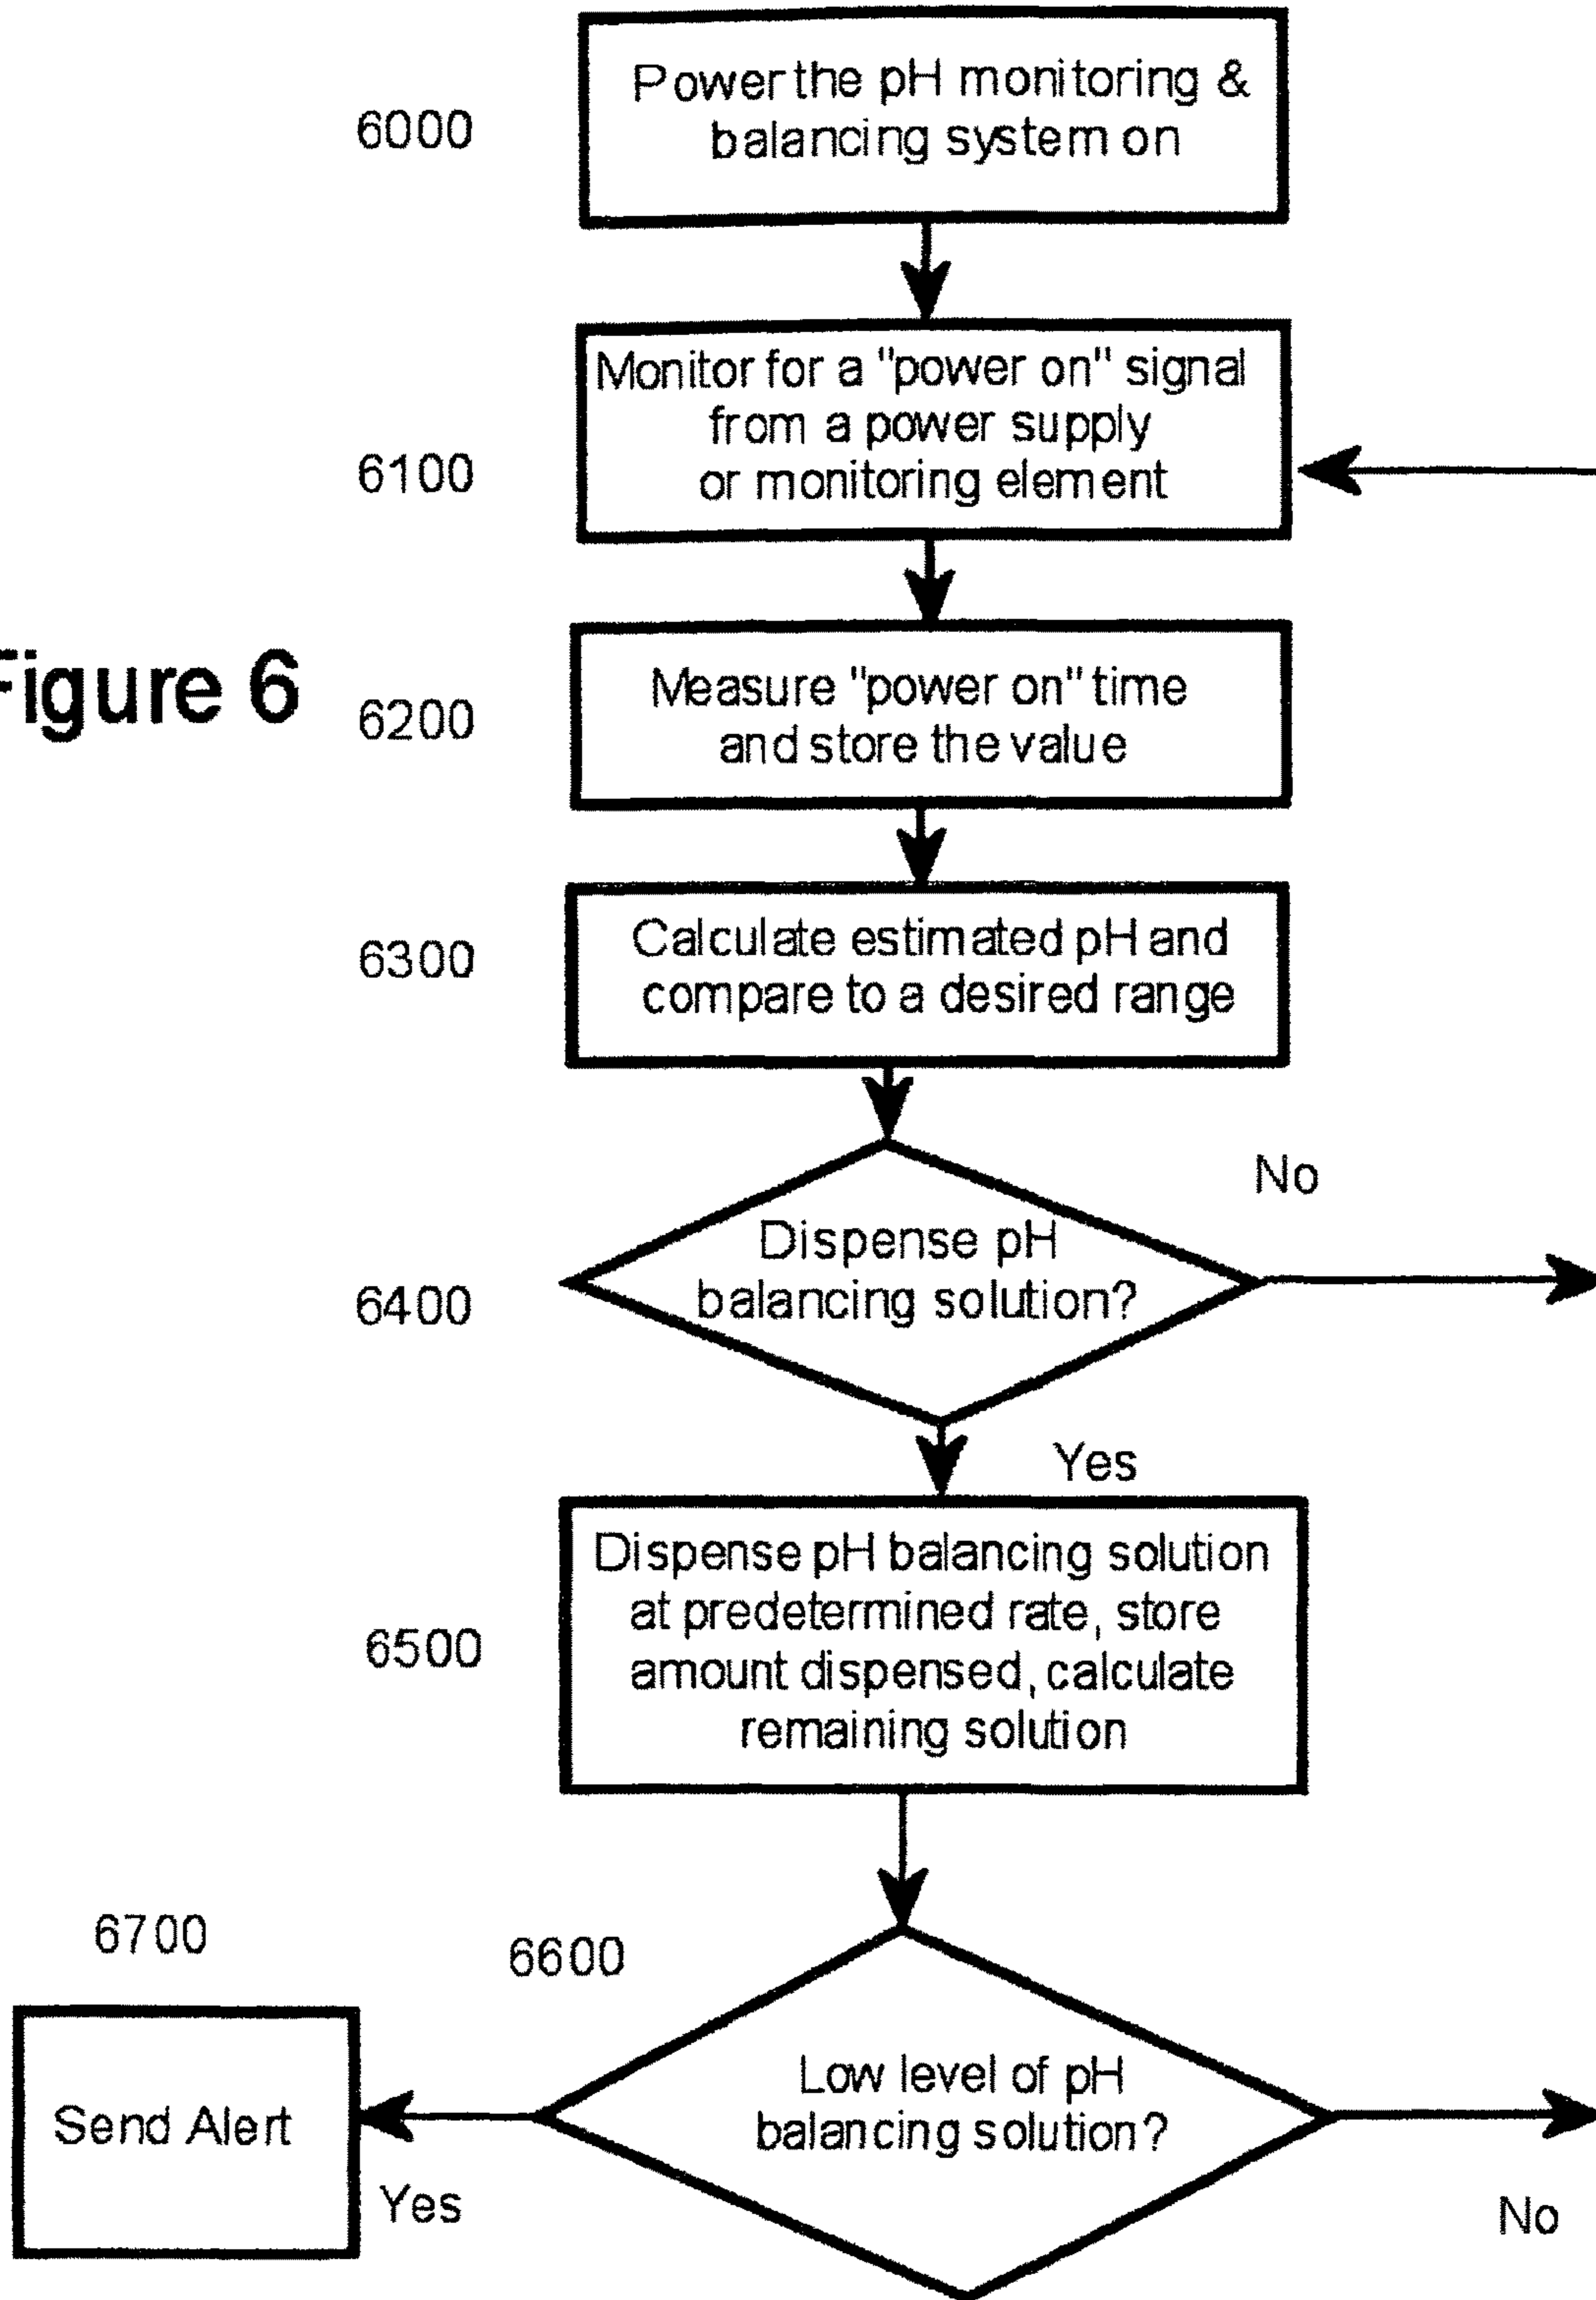 6000
Power the pH monitoring &
balancing system on
6100
Monitor for a "power on" signal
from a power supply
or monitoring element
Figure 6
6200
Measure "power on" time
and store the value
6300
Calculate estimated pH and
compare to a desired range
No
6400
Dispense pH
balancing solution?
Yes
6500
Dispense pH balancing solution
at predetermined rate, store
amount dispensed, calculate
remaining solution
6700
6600
Send Alert
Low level of pH
balancing solution?
Yes
No